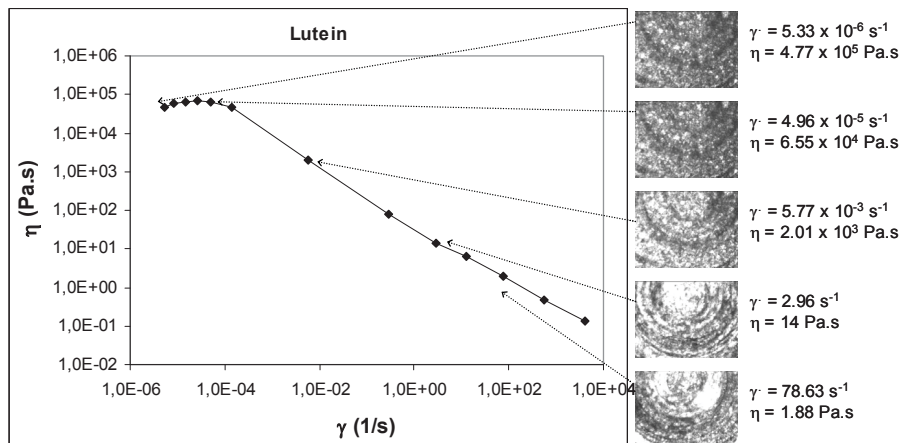 Lutein
1,0E+06
1,0E+05
1,0E+04
1,0E+03
1,0E+02
1,0E+01
1,0E+00
1,0E-01
1,0E-02
η (Pa.s)
1,0E-06 1,0E-04 1,0E-02 1,0E+00 1,0E+02 1,0E+04
γ (1/s)
γ· = 5.33 x 10⁻⁶ s⁻¹
η = 4.77 x 10⁵ Pa.s
γ· = 4.96 x 10⁻⁵ s⁻¹
η = 6.55 x 10⁴ Pa.s
γ· = 5.77 x 10⁻³ s⁻¹
η = 2.01 x 10³ Pa.s
γ· = 2.96 s⁻¹
η = 14 Pa.s
γ· = 78.63 s⁻¹
η = 1.88 Pa.s